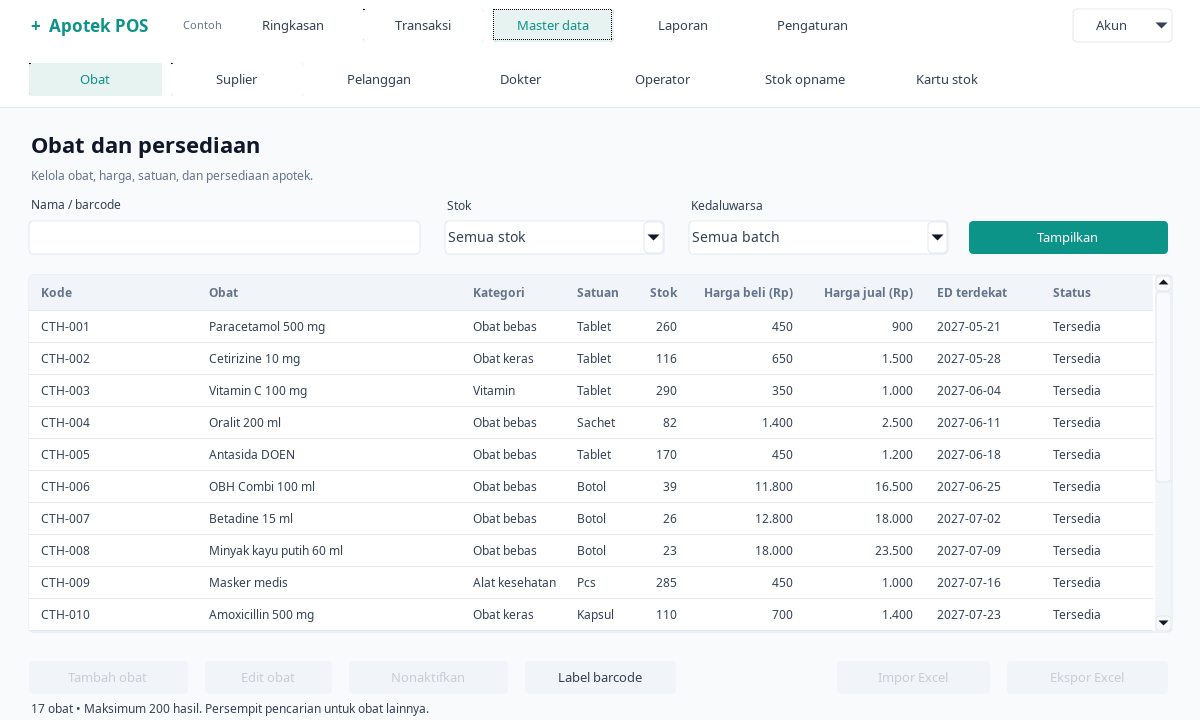 + Apotek POS Contoh Ringkasan Transaksi Master data Laporan Pengaturan Akun
Obat Suplier Pelanggan Dokter Operator Stok opname Kartu stok
Obat dan persediaan
Kelola obat, harga, satuan, dan persediaan apotek.
Nama / barcode Stok Kedaluwarsa
Semua stok Semua batch Tampilkan
Kode Obat Kategori Satuan Stok Harga beli (Rp) Harga jual (Rp) ED terdekat Status
CTH-001 Paracetamol 500 mg Obat bebas Tablet 260 450 900 2027-05-21 Tersedia
CTH-002 Cetirizine 10 mg Obat keras Tablet 116 650 1.500 2027-05-28 Tersedia
CTH-003 Vitamin C 100 mg Vitamin Tablet 290 350 1.000 2027-06-04 Tersedia
CTH-004 Oralit 200 ml Obat bebas Sachet 82 1.400 2.500 2027-06-11 Tersedia
CTH-005 Antasida DOEN Obat bebas Tablet 170 450 1.200 2027-06-18 Tersedia
CTH-006 OBH Combi 100 ml Obat bebas Botol 39 11.800 16.500 2027-06-25 Tersedia
CTH-007 Betadine 15 ml Obat bebas Botol 26 12.800 18.000 2027-07-02 Tersedia
CTH-008 Minyak kayu putih 60 ml Obat bebas Botol 23 18.000 23.500 2027-07-09 Tersedia
CTH-009 Masker medis Alat kesehatan Pcs 285 450 1.000 2027-07-16 Tersedia
CTH-010 Amoxicillin 500 mg Obat keras Kapsul 110 700 1.400 2027-07-23 Tersedia
Tambah obat Edit obat Nonaktifkan Label barcode Impor Excel Ekspor Excel
17 obat • Maksimum 200 hasil. Persempit pencarian untuk obat lainnya.